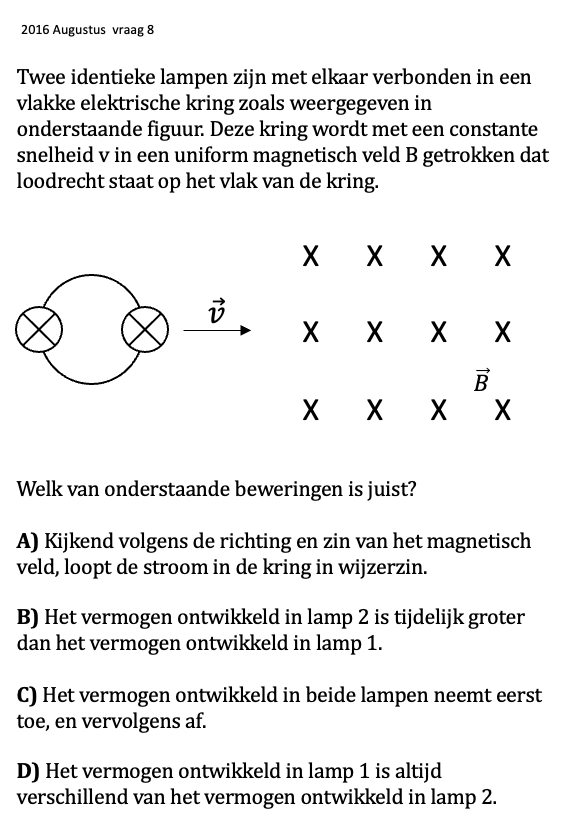 2016 Augustus vraag 8
Twee identieke lampen zijn met elkaar verbonden in een
vlakke elektrische kring zoals weergegeven in
onderstaande figuur. Deze kring wordt met een constante
snelheid v in een uniform magnetisch veld B getrokken dat
loodrecht staat op het vlak van de kring.
X X X X
v⃗
X X X X
B⃗
X X X X
Welk van onderstaande beweringen is juist?
A) Kijkend volgens de richting en zin van het magnetisch
veld, loopt de stroom in de kring in wijzerzin.
B) Het vermogen ontwikkeld in lamp 2 is tijdelijk groter
dan het vermogen ontwikkeld in lamp 1.
C) Het vermogen ontwikkeld in beide lampen neemt eerst
toe, en vervolgens af.
D) Het vermogen ontwikkeld in lamp 1 is altijd
verschillend van het vermogen ontwikkeld in lamp 2.